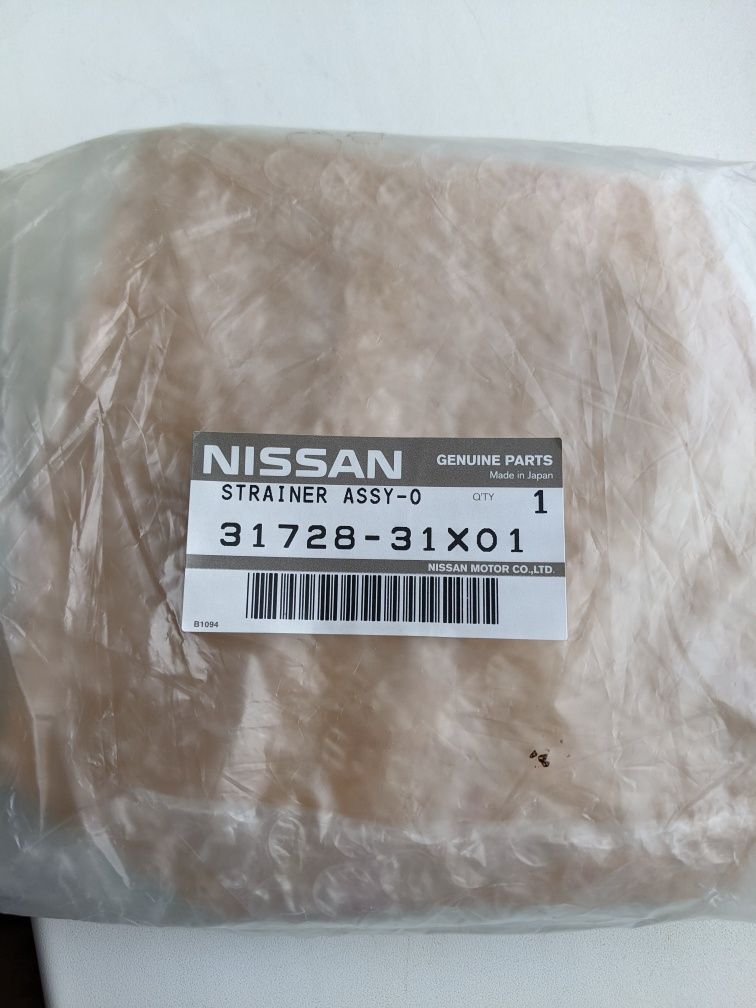 NISSAN GENUINE PARTS
Made in Japan
STRAINER ASSY-O Q'TY 1
31728-31X01
NISSAN MOTOR CO.,LTD.
B1094